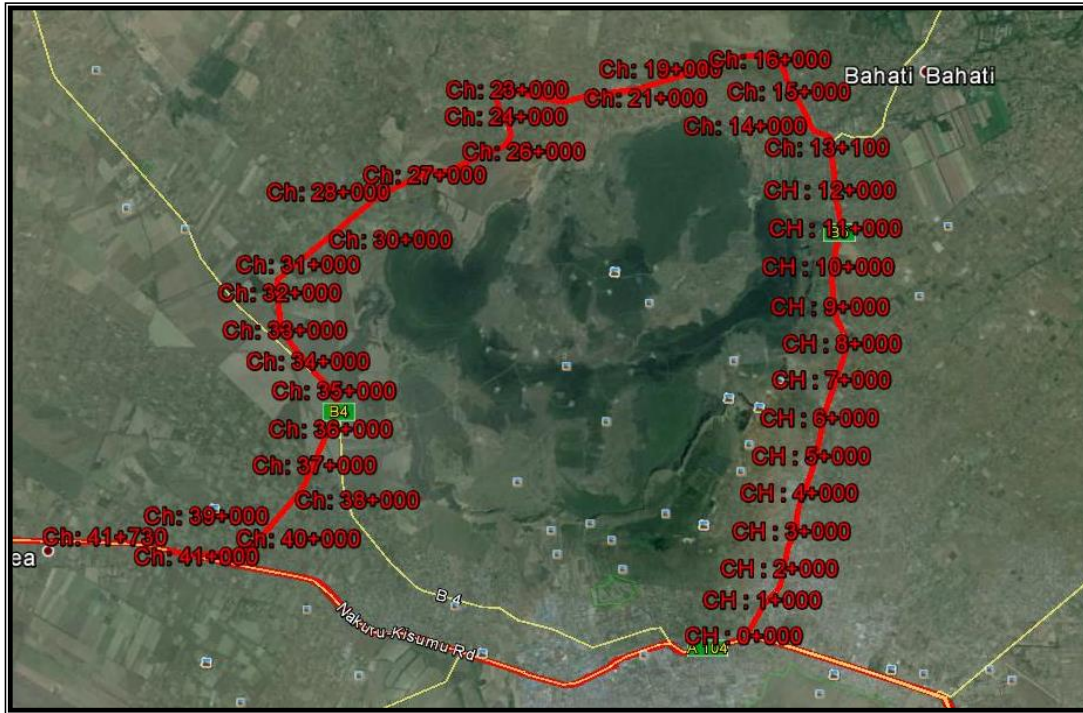 Ch: 16+000
Ch: 19+000
Bahati Bahati
Ch: 23+000
Ch: 21+000
Ch: 15+000
Ch: 24+000
Ch: 14+000
Ch: 26+000
Ch: 13+100
Ch: 27+000
Ch: 28+000
CH : 12+000
CH : 11+000
Ch: 30+000
Ch: 31+000
CH : 10+000
Ch: 32+000
CH : 9+000
Ch: 33+000
CH : 8+000
Ch: 34+000
CH : 7+000
Ch: 35+000
B4
CH : 6+000
Ch: 36+000
CH : 5+000
Ch: 37+000
CH : 4+000
Ch: 38+000
Ch: 39+000
CH : 3+000
Ch: 41+730
Ch: 40+000
ea
Ch: 41+000
CH : 2+000
B 4
CH : 1+000
Nakuru-Kisumu Rd
CH : 0+000
A 104